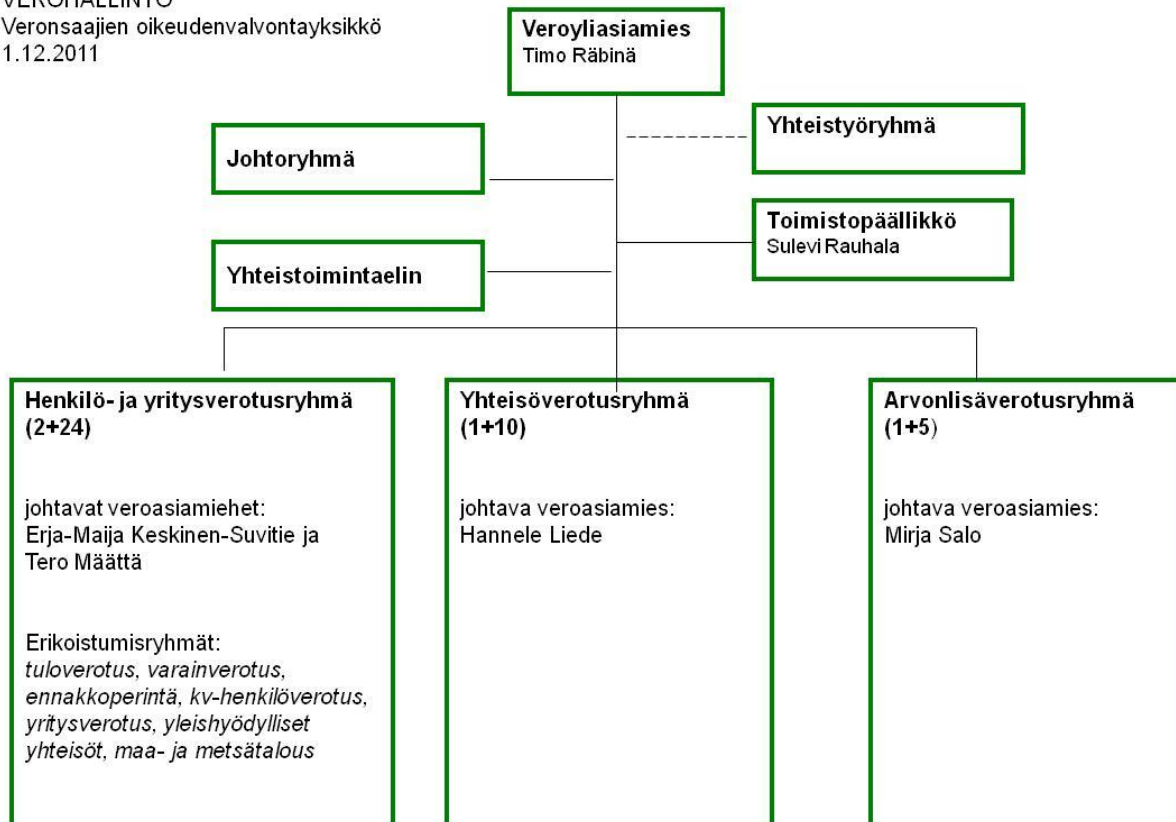 VEROHALLINTO
Veronsaajien oikeudenvalvontayksikkö
1.12.2011
Veroyliasiamies
Timo Räbinä
Yhteistyöryhmä
Johtoryhmä
Toimistopäällikkö
Sulevi Rauhala
Yhteistoimintaelin
Henkilö- ja yritysverotusryhmä
(2+24)
johtavat veroasiamiehet:
Erja-Maija Keskinen-Suvitie ja
Tero Määttä
Erikoistumisryhmät:
tuloverotus, varainverotus,
ennakkoperintä, kv-henkilöverotus,
yritysverotus, yleishyödylliset
yhteisöt, maa- ja metsätalous
Yhteisöverotusryhmä
(1+10)
johtava veroasiamies:
Hannele Liede
Arvonlisäverotusryhmä
(1+5)
johtava veroasiamies:
Mirja Salo